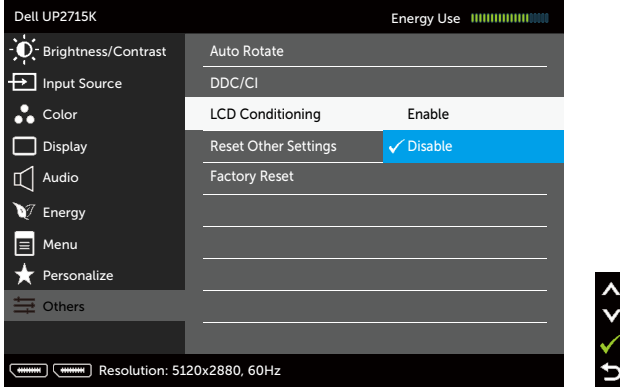 Dell UP2715K
Energy Use
Brightness/Contrast
Input Source
Color
Display
Audio
Energy
Menu
Personalize
Others
Auto Rotate
DDC/CI
LCD Conditioning
Enable
Reset Other Settings
Disable
Factory Reset
Resolution: 5120x2880, 60Hz